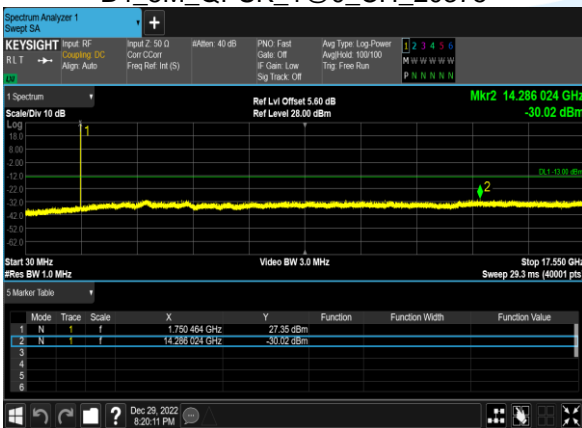 Spectrum Analyzer 1
Swept SA
+
KEYSIGHT
RLT
LV
Input: RF
Coupling: DC
Align: Auto
Input Z: 50 Ω
Corr CCorr
Freq Ref: Int (S)
#Atten: 40 dB
PNO: Fast
Gate: Off
IF Gain: Low
Sig Track: Off
Avg Type: Log-Power
Avg|Hold: 100/100
Trig: Free Run
1 2 3 4 5 6
M W W W W W
P N N N N N
1 Spectrum
Scale/Div 10 dB
Ref Lvl Offset 5.60 dB
Ref Level 28.00 dBm
Mkr2 14.286 024 GHz
-30.02 dBm
Log
18.0
8.00
-2.00
-12.0
-22.0
-32.0
-42.0
-52.0
-62.0
1
DL1 -13.00 dBm
2
Start 30 MHz
#Res BW 1.0 MHz
Video BW 3.0 MHz
Stop 17.550 GHz
Sweep 29.3 ms (40001 pts
5 Marker Table
Mode Trace Scale X Y Function Function Width Function Value
1 N 1 f 1.750 464 GHz 27.35 dBm
2 N 1 f 14.286 024 GHz -30.02 dBm
3
4
5
6
?
Dec 29, 2022
8:20:11 PM